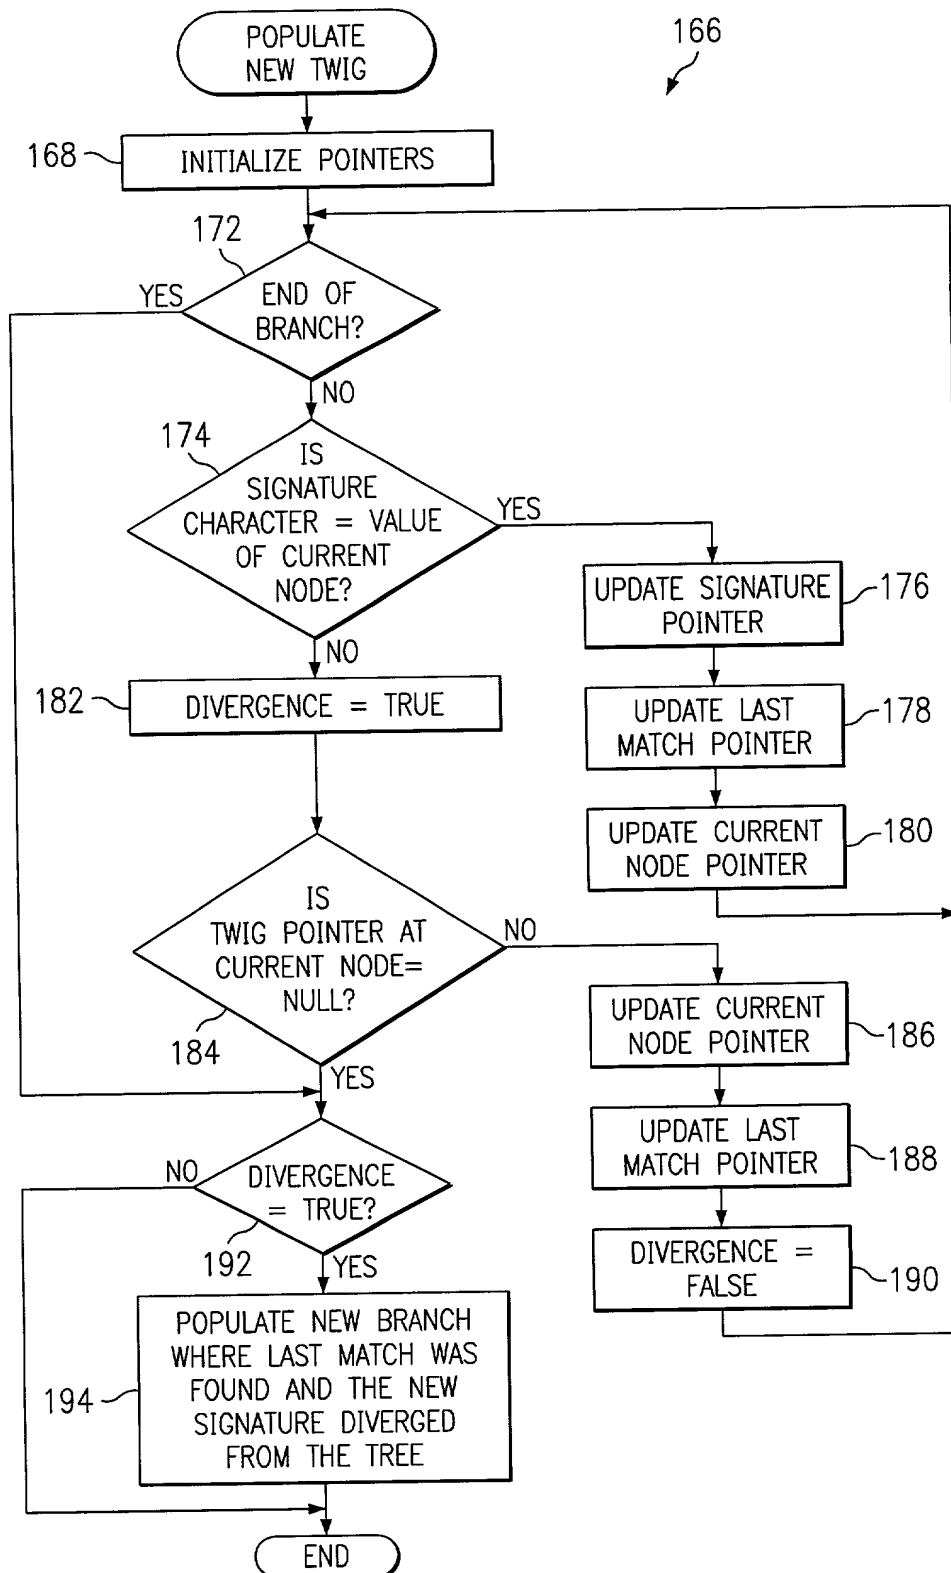 POPULATE
NEW TWIG
166
168
INITIALIZE POINTERS
172
YES
END OF
BRANCH?
NO
174
IS
SIGNATURE
CHARACTER = VALUE
OF CURRENT
NODE?
YES
UPDATE SIGNATURE
POINTER
176
NO
182
DIVERGENCE = TRUE
UPDATE LAST
MATCH POINTER
178
UPDATE CURRENT
NODE POINTER
180
IS
TWIG POINTER AT
CURRENT NODE=
NULL?
NO
184
YES
UPDATE CURRENT
NODE POINTER
186
UPDATE LAST
MATCH POINTER
188
NO
DIVERGENCE
= TRUE?
192
YES
DIVERGENCE =
FALSE
190
POPULATE NEW BRANCH
WHERE LAST MATCH WAS
FOUND AND THE NEW
SIGNATURE DIVERGED
FROM THE TREE
194
END